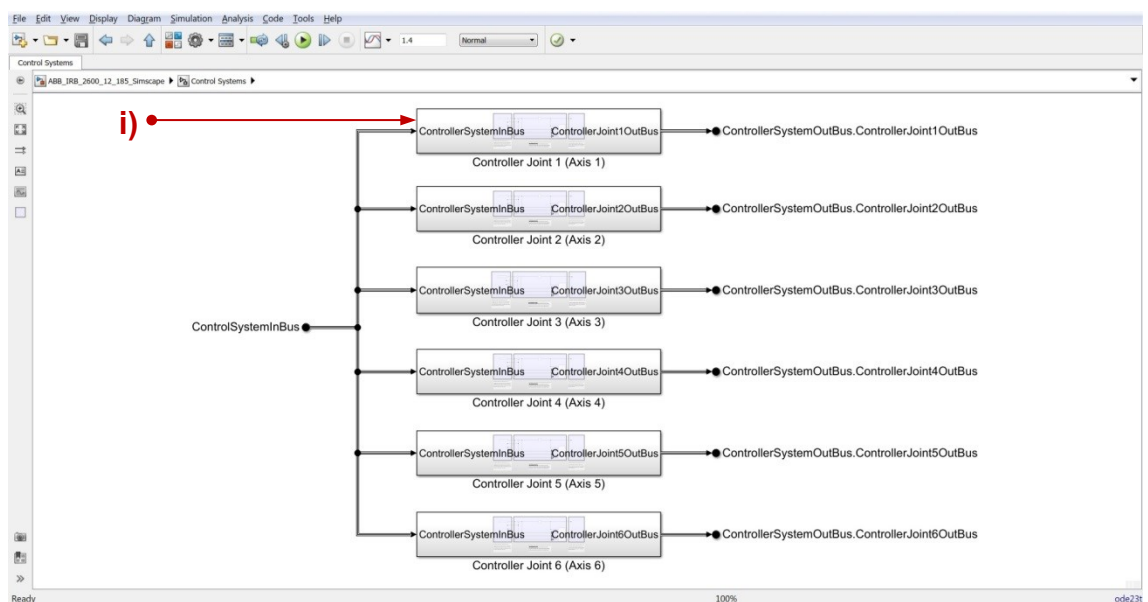 File Edit View Display Diagram Simulation Analysis Code Tools Help
1.4 Normal
Control Systems
ABB_IRB_2600_12_185_Simscape Control Systems
i)
ControllerSystemInBus ControllerJoint1OutBus ControllerSystemOutBus.ControllerJoint1OutBus
Controller Joint 1 (Axis 1)
ControllerSystemInBus ControllerJoint2OutBus ControllerSystemOutBus.ControllerJoint2OutBus
Controller Joint 2 (Axis 2)
ControllerSystemInBus ControllerJoint3OutBus ControllerSystemOutBus.ControllerJoint3OutBus
Controller Joint 3 (Axis 3)
ControlSystemInBus
ControllerSystemInBus ControllerJoint4OutBus ControllerSystemOutBus.ControllerJoint4OutBus
Controller Joint 4 (Axis 4)
ControllerSystemInBus ControllerJoint5OutBus ControllerSystemOutBus.ControllerJoint5OutBus
Controller Joint 5 (Axis 5)
ControllerSystemInBus ControllerJoint6OutBus ControllerSystemOutBus.ControllerJoint6OutBus
Controller Joint 6 (Axis 6)
Ready 100% ode23t